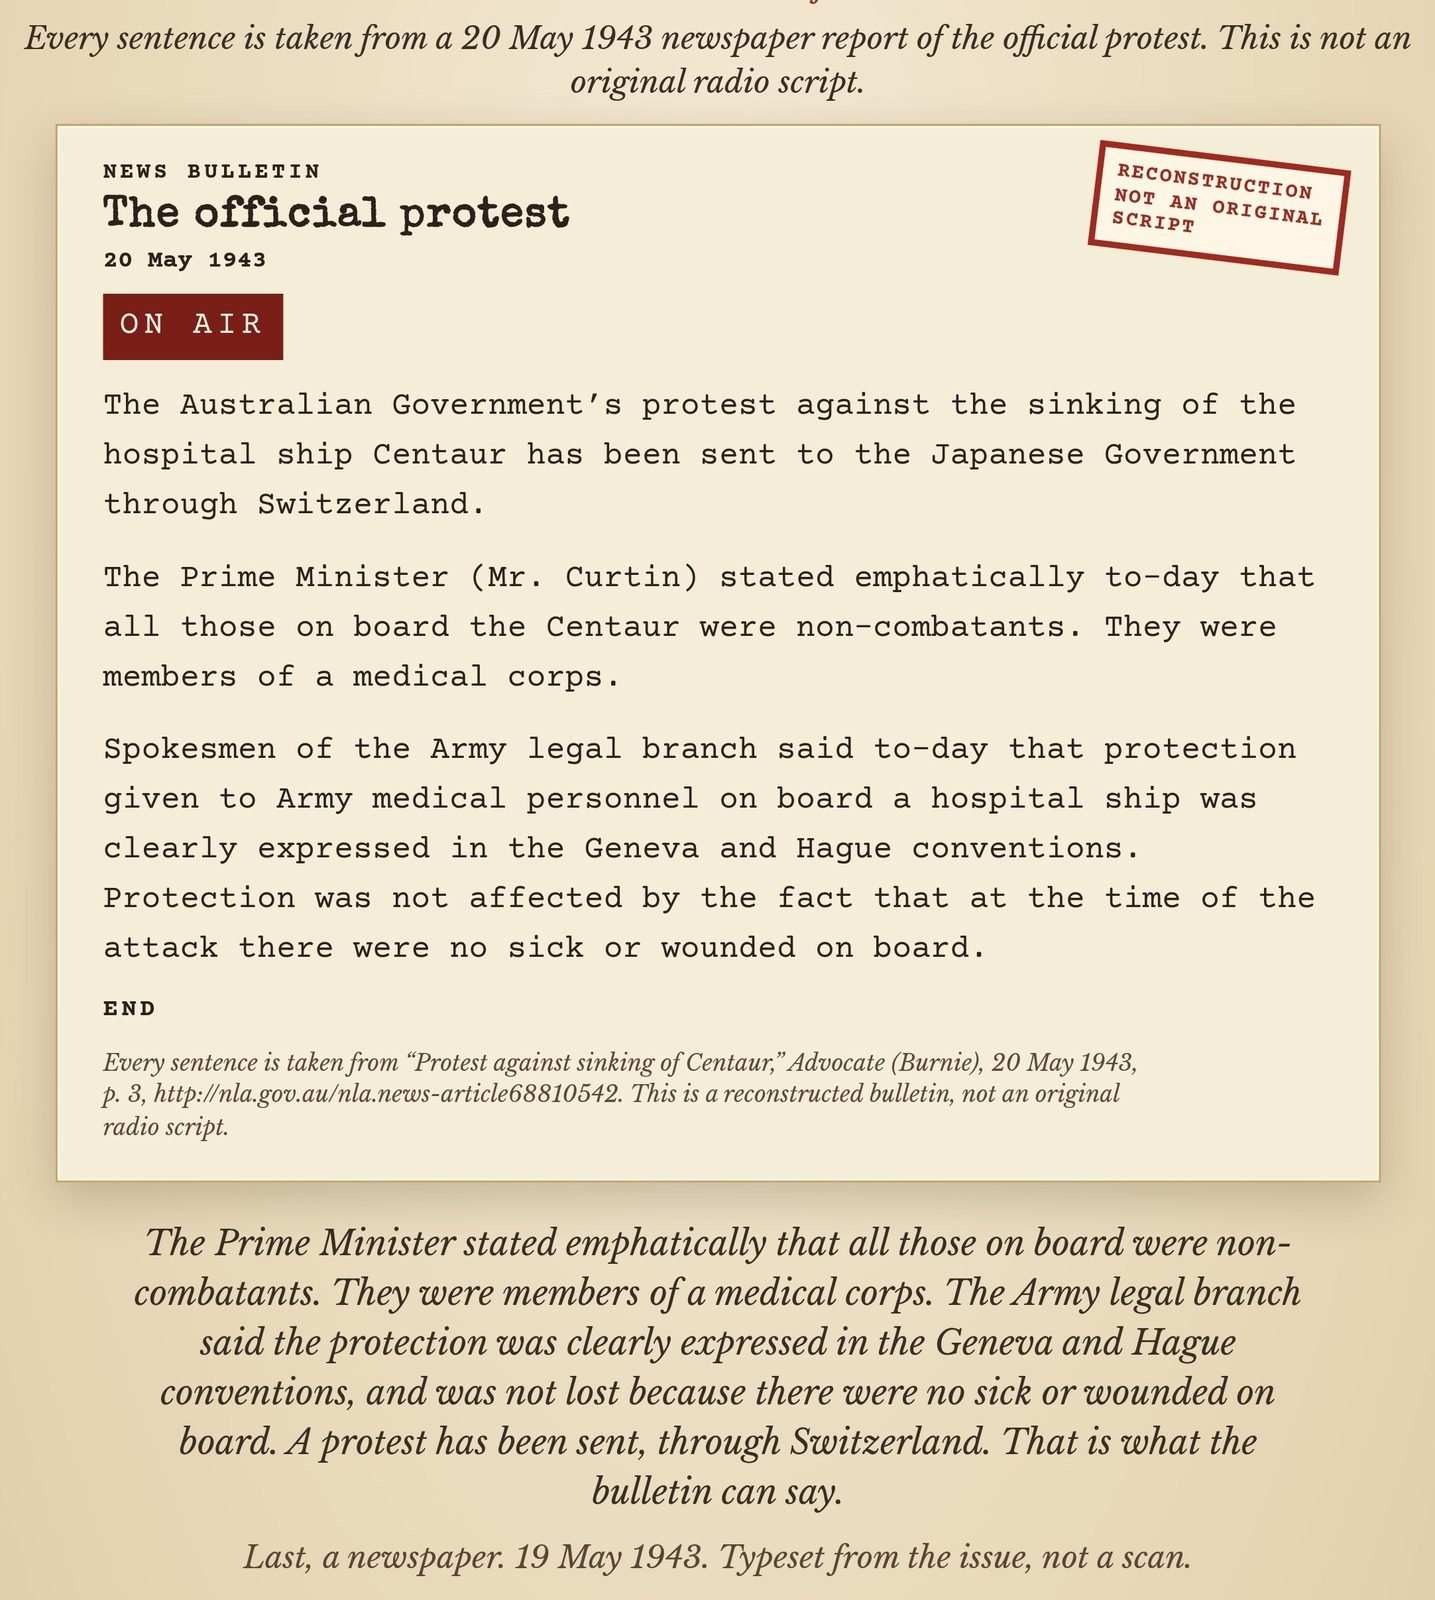 Every sentence is taken from a 20 May 1943 newspaper report of the official protest. This is not an
original radio script.
NEWS BULLETIN
The official protest
20 May 1943
RECONSTRUCTION
NOT AN ORIGINAL
SCRIPT
ON AIR
The Australian Government’s protest against the sinking of the
hospital ship Centaur has been sent to the Japanese Government
through Switzerland.
The Prime Minister (Mr. Curtin) stated emphatically to-day that
all those on board the Centaur were non-combatants. They were
members of a medical corps.
Spokesmen of the Army legal branch said to-day that protection
given to Army medical personnel on board a hospital ship was
clearly expressed in the Geneva and Hague conventions.
Protection was not affected by the fact that at the time of the
attack there were no sick or wounded on board.
END
Every sentence is taken from “Protest against sinking of Centaur,” Advocate (Burnie), 20 May 1943,
p. 3, http://nla.gov.au/nla.news-article68810542. This is a reconstructed bulletin, not an original
radio script.
The Prime Minister stated emphatically that all those on board were non-
combatants. They were members of a medical corps. The Army legal branch
said the protection was clearly expressed in the Geneva and Hague
conventions, and was not lost because there were no sick or wounded on
board. A protest has been sent, through Switzerland. That is what the
bulletin can say.
Last, a newspaper. 19 May 1943. Typeset from the issue, not a scan.